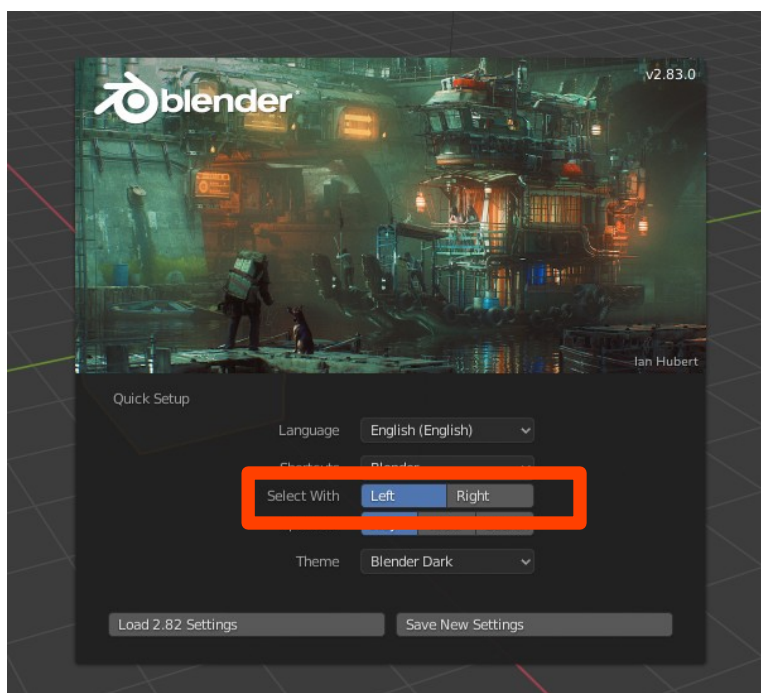 blender
v2.83.0
Ian Hubert
Quick Setup
Language English (English)
Select With Left Right
Theme Blender Dark
Load 2.82 Settings Save New Settings